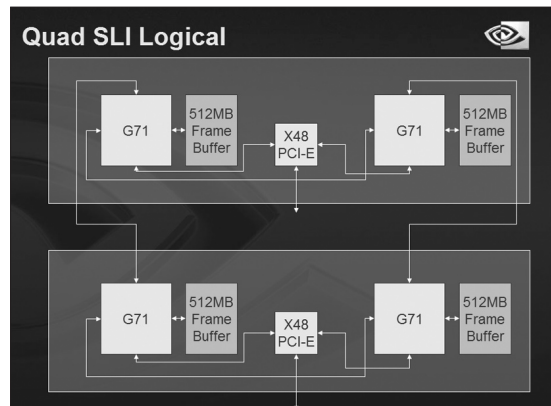 Quad SLI Logical
G71
512MB
Frame
Buffer
X48
PCI-E
G71
512MB
Frame
Buffer
G71
512MB
Frame
Buffer
X48
PCI-E
G71
512MB
Frame
Buffer